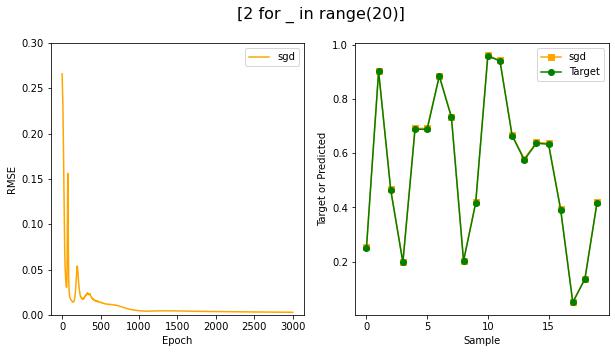 [2 for _ in range(20)]
0.30
0.25
0.20
0.15
0.10
0.05
0.00
RMSE
0 500 1000 1500 2000 2500 3000
Epoch
sgd
1.0
0.8
0.6
0.4
0.2
Target or Predicted
0 5 10 15
Sample
sgd
Target